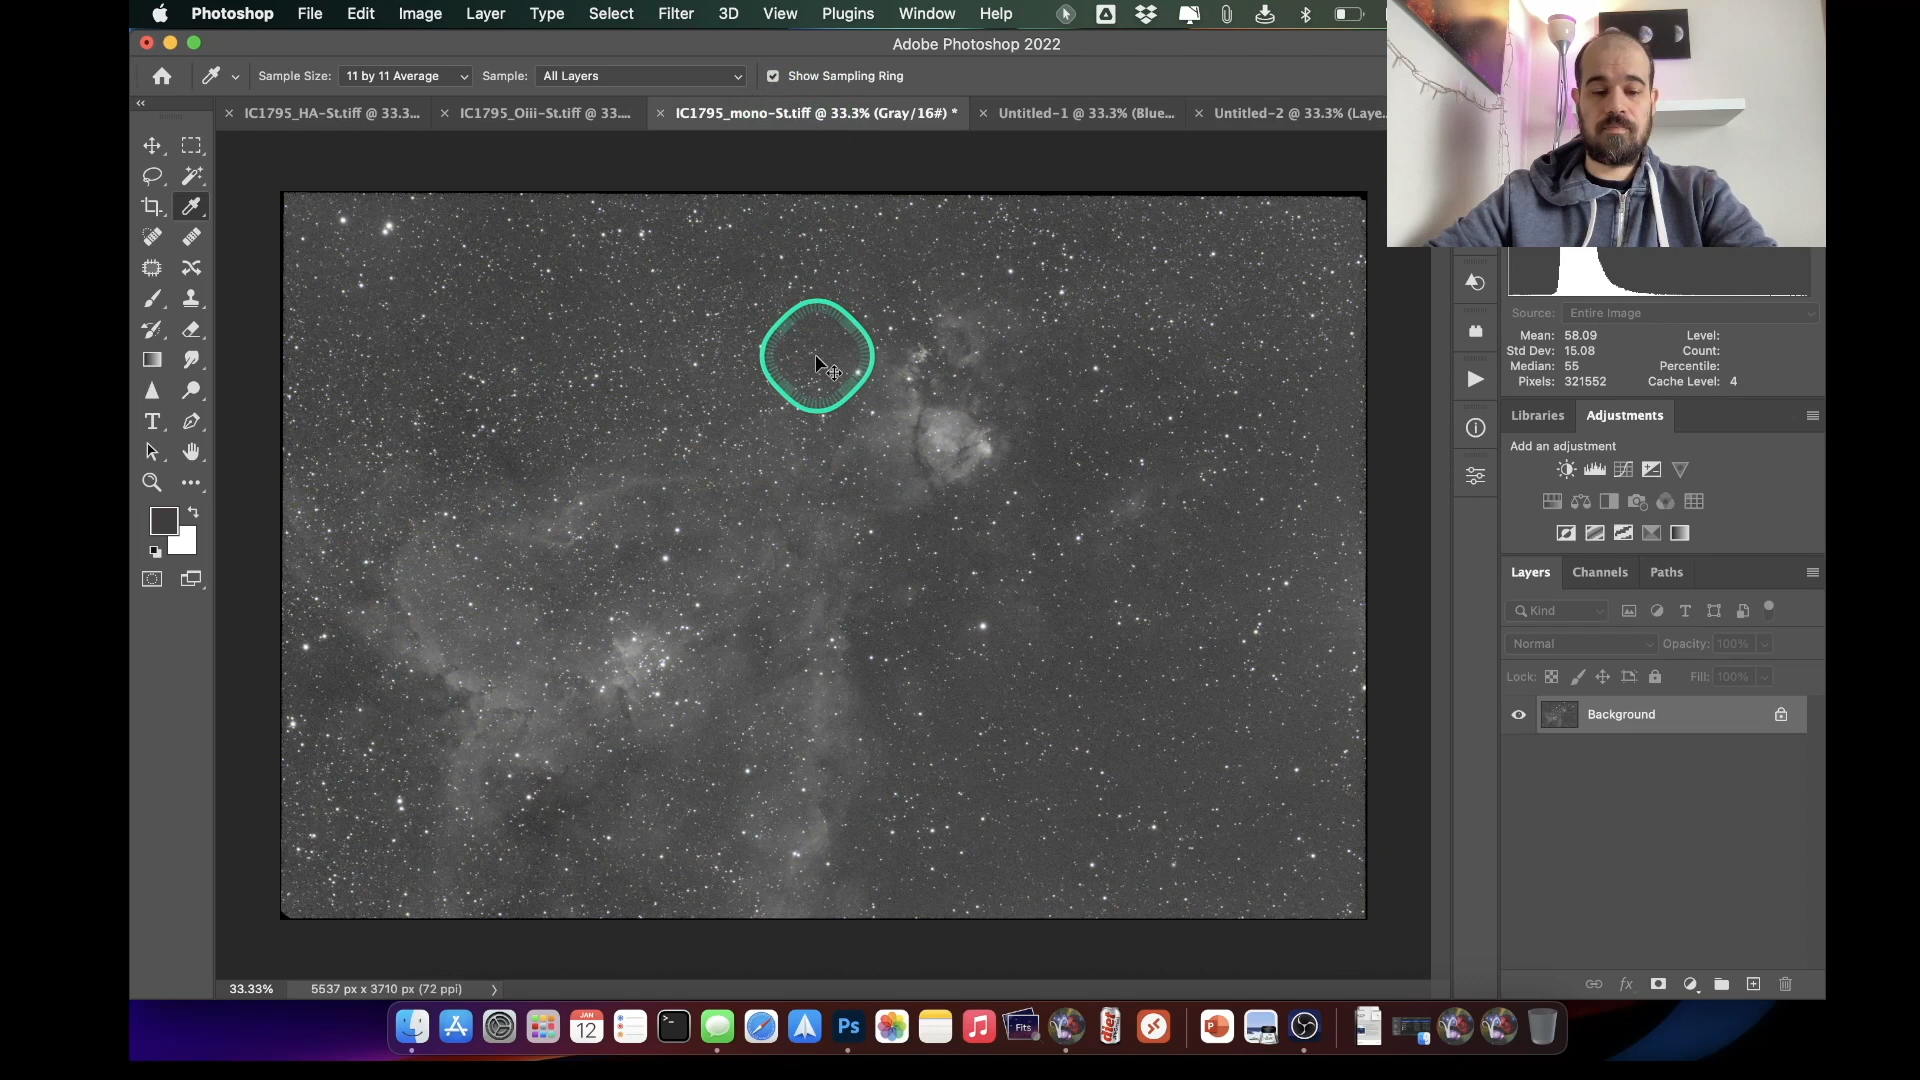 Photoshop File Edit Image Layer Type Select Filter 3D View Plugins Window Help
Adobe Photoshop 2022
Sample Size: 11 by 11 Average Sample: All Layers Show Sampling Ring
IC1795_HA-St.tiff @ 33.3... IC1795_Oiii-St.tiff @ 33.... IC1795_mono-St.tiff @ 33.3% (Gray/16#) * Untitled-1 @ 33.3% (Blue... Untitled-2 @ 33.3% (Laye...
Source: Entire Image
Mean: 58.09 Level:
Std Dev: 15.08 Count:
Median: 55 Percentile:
Pixels: 321552 Cache Level: 4
Libraries Adjustments
Add an adjustment
Layers Channels Paths
Kind
Normal Opacity: 100%
Lock: Fill: 100%
Background
33.33% 5537 px x 3710 px (72 ppi)
JAN
12
Ps
Fits